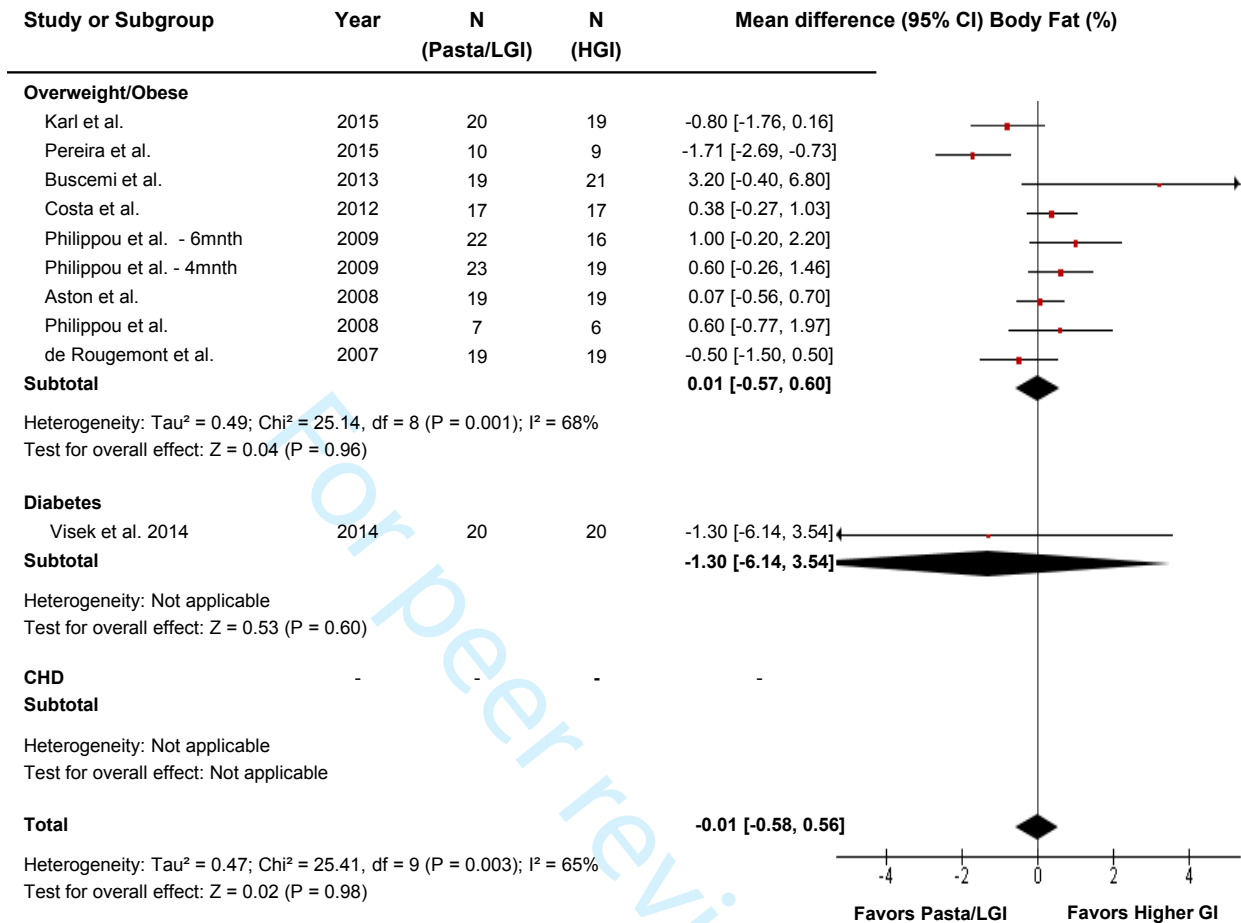 Study or Subgroup Year N N Mean difference (95% CI) Body Fat (%)
(Pasta/LGI) (HGI)
Overweight/Obese
Karl et al. 2015 20 19 -0.80 [-1.76, 0.16]
Pereira et al. 2015 10 9 -1.71 [-2.69, -0.73]
Buscemi et al. 2013 19 21 3.20 [-0.40, 6.80]
Costa et al. 2012 17 17 0.38 [-0.27, 1.03]
Philippou et al. - 6mnth 2009 22 16 1.00 [-0.20, 2.20]
Philippou et al. - 4mnth 2009 23 19 0.60 [-0.26, 1.46]
Aston et al. 2008 19 19 0.07 [-0.56, 0.70]
Philippou et al. 2008 7 6 0.60 [-0.77, 1.97]
de Rougemont et al. 2007 19 19 -0.50 [-1.50, 0.50]
Subtotal 0.01 [-0.57, 0.60]
Heterogeneity: Tau² = 0.49; Chi² = 25.14, df = 8 (P = 0.001); I² = 68%
Test for overall effect: Z = 0.04 (P = 0.96)
Diabetes
Visek et al. 2014 2014 20 20 -1.30 [-6.14, 3.54]
Subtotal -1.30 [-6.14, 3.54]
Heterogeneity: Not applicable
Test for overall effect: Z = 0.53 (P = 0.60)
CHD - - - -
Subtotal
Heterogeneity: Not applicable
Test for overall effect: Not applicable
Total -0.01 [-0.58, 0.56]
Heterogeneity: Tau² = 0.47; Chi² = 25.41, df = 9 (P = 0.003); I² = 65%
Test for overall effect: Z = 0.02 (P = 0.98)
-4 -2 0 2 4
Favors Pasta/LGI Favors Higher GI
For peer revi